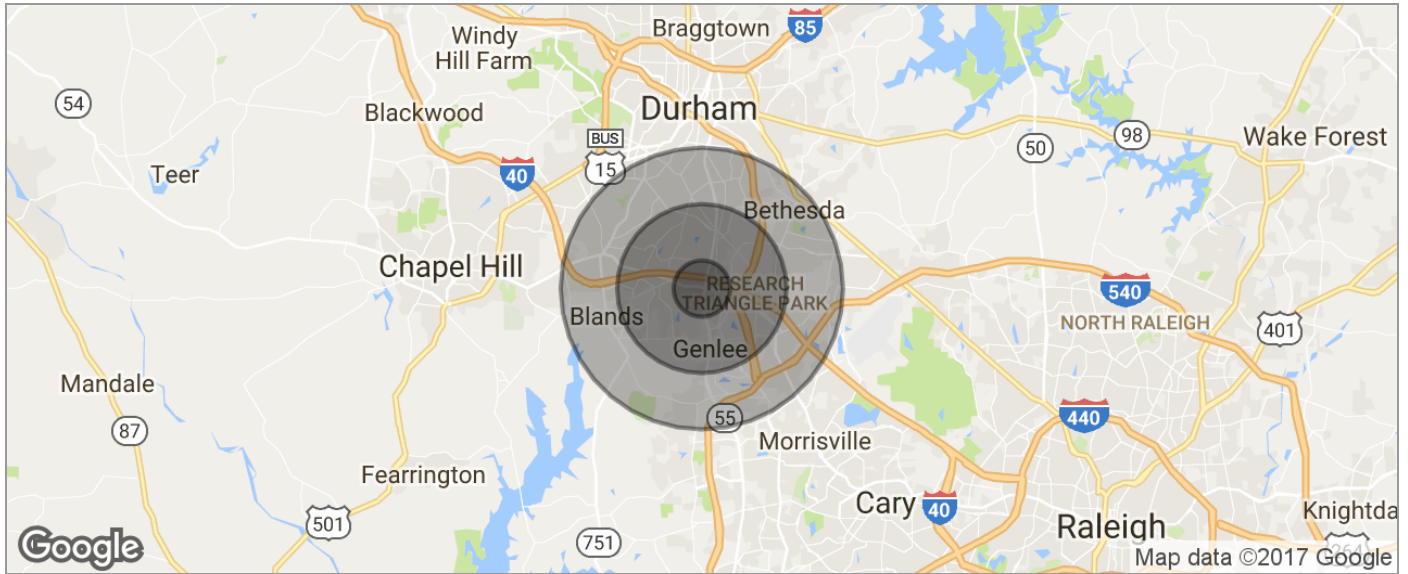 Windy
Hill Farm
Braggtown
85
54
Blackwood
Durham
BUS
15
40
50
98
Wake Forest
Teer
Bethesda
Chapel Hill
RESEARCH
TRIANGLE PARK
540
Blands
NORTH RALEIGH
401
Genlee
Mandale
87
55
440
Morrisville
Fearrington
501
Cary
40
Raleigh
Knightda
751
264
Google
Map data ©2017 Google